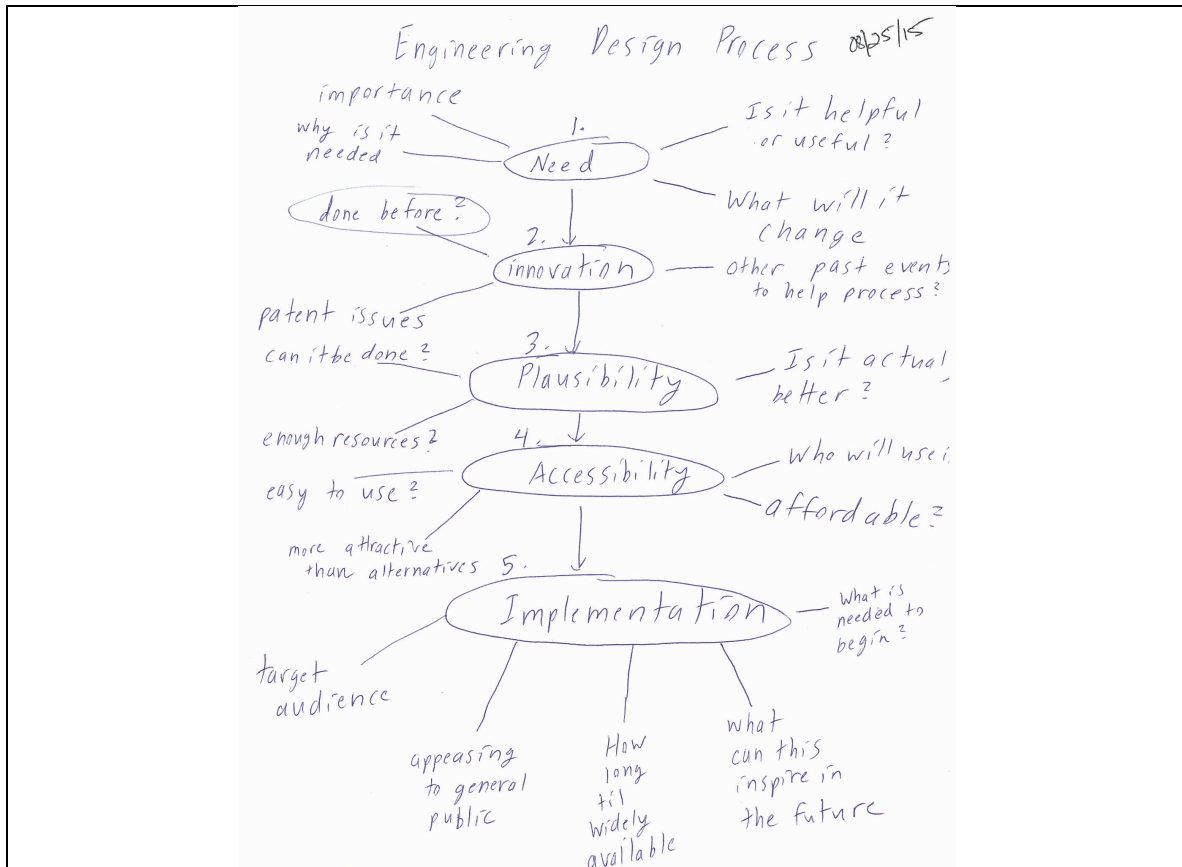 Engineering Design Process 08/25/15
importance
why is it
needed
1.
Need
Is it helpful
or useful?
What will it
change
done before?
2.
innovation
other past events
to help process?
patent issues
can it be done?
3.
Plausibility
Is it actual
better?
enough resources?
4.
Accessibility
Who will use i
easy to use?
affordable?
more attractive
than alternatives
5.
Implementation
What is
needed to
begin?
target
audience
appeasing
to general
public
How
long
til
widely
available
what
can this
inspire in
the future